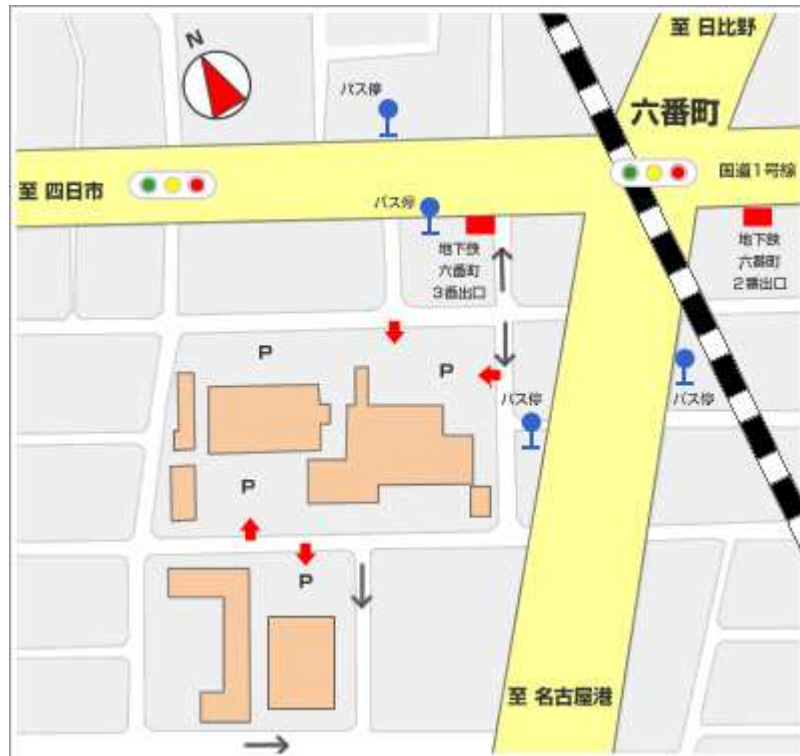 至 日比野
N
バス停
六番町
国道1号線
至 四日市
バス停
地下鉄
六番町
3番出口
地下鉄
六番町
2番出口
P
P
バス停
バス停
P
P
至 名古屋港